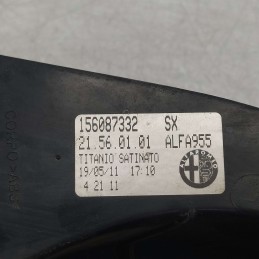 156087332 SX
21.56.01.01 ALFA955
TITANIO SATINATO
19/05/11 17:10
4 21 11